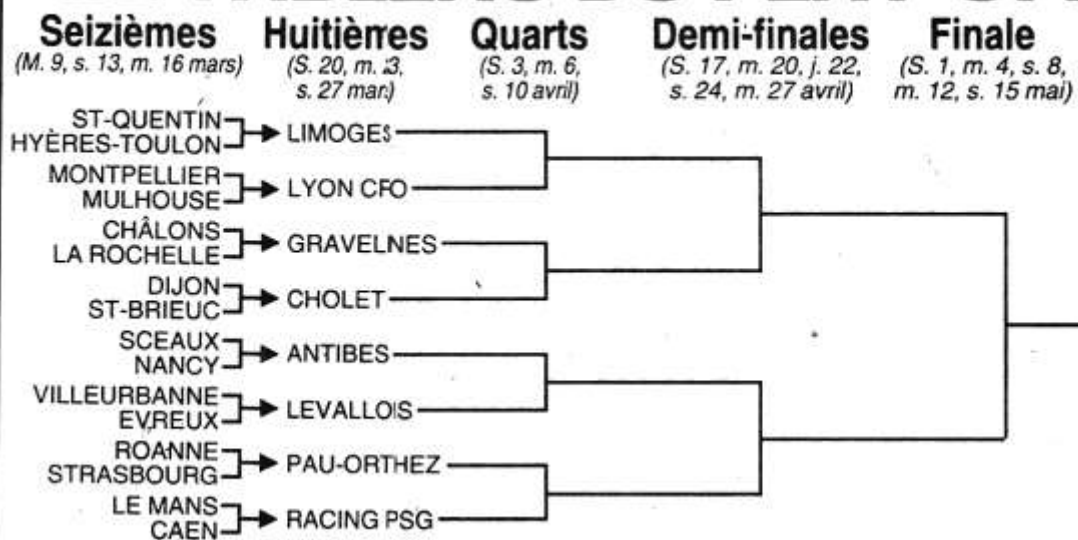 Seizièmes
(M. 9, s. 13, m. 16 mars)
Huitièmes
(S. 20, m. 23,
s. 27 mar.)
Quarts
(S. 3, m. 6,
s. 10 avril)
Demi-finales
(S. 17, m. 20, j. 22,
s. 24, m. 27 avril)
Finale
(S. 1, m. 4, s. 8,
m. 12, s. 15 mai)
ST-QUENTIN
HYÈRES-TOULON
LIMOGES
MONTPELLIER
MULHOUSE
LYON CRO
CHÂLONS
LA ROCHELLE
GRAVELNES
DIJON
ST-BRIEUC
CHOLET
SCEAUX
NANCY
ANTIBES
VILLEURBANNE
EVREUX
LEVALLOIS
ROANNE
STRASBOURG
PAU-ORTHEZ
LE MANS
CAEN
RACING PSG